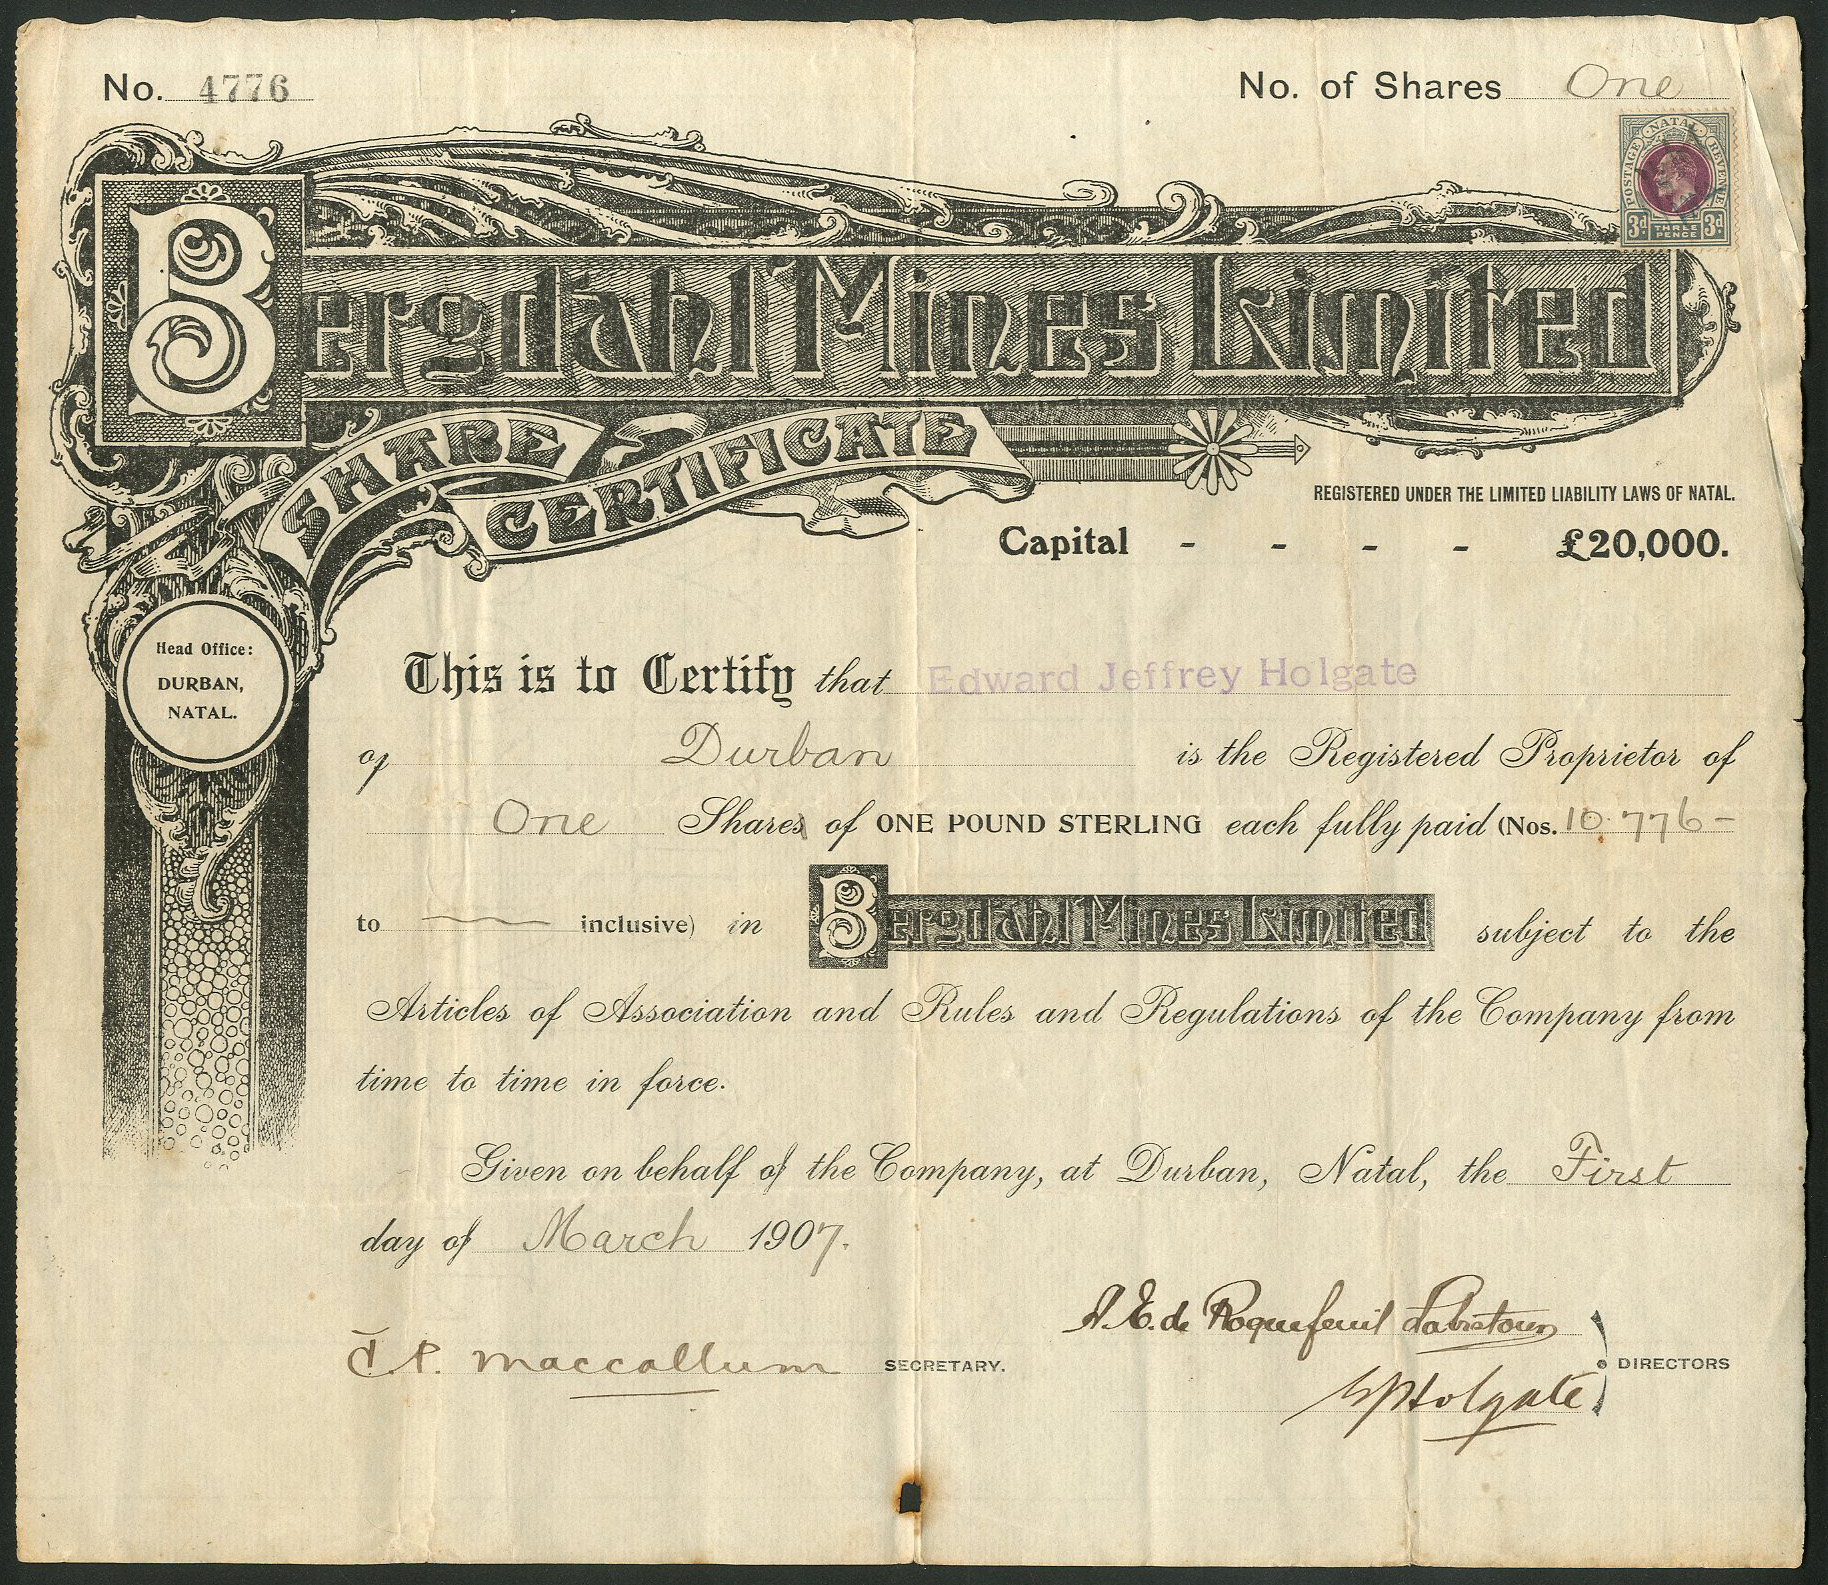 No. 4776
No. of Shares One
NATAL
POSTAGE REVENUE
3d THREE PENCE 3d
Bergdahl Mines Limited
SHARE CERTIFICATE
REGISTERED UNDER THE LIMITED LIABILITY LAWS OF NATAL.
Capital - - - - £20,000.
Head Office:
DURBAN,
NATAL.
This is to Certify that Edward Jeffrey Holgate
of Durban is the Registered Proprietor of
One Shares of ONE POUND STERLING each fully paid (Nos. 10776 -
to — inclusive) in Bergdahl Mines Limited subject to the
Articles of Association and Rules and Regulations of the Company from
time to time in force.
Given on behalf of the Company, at Durban, Natal, the First
day of March 1907.
A. E. de Roquefeuil Labistour
J. P. Maccallum SECRETARY.
DIRECTORS
Holgate